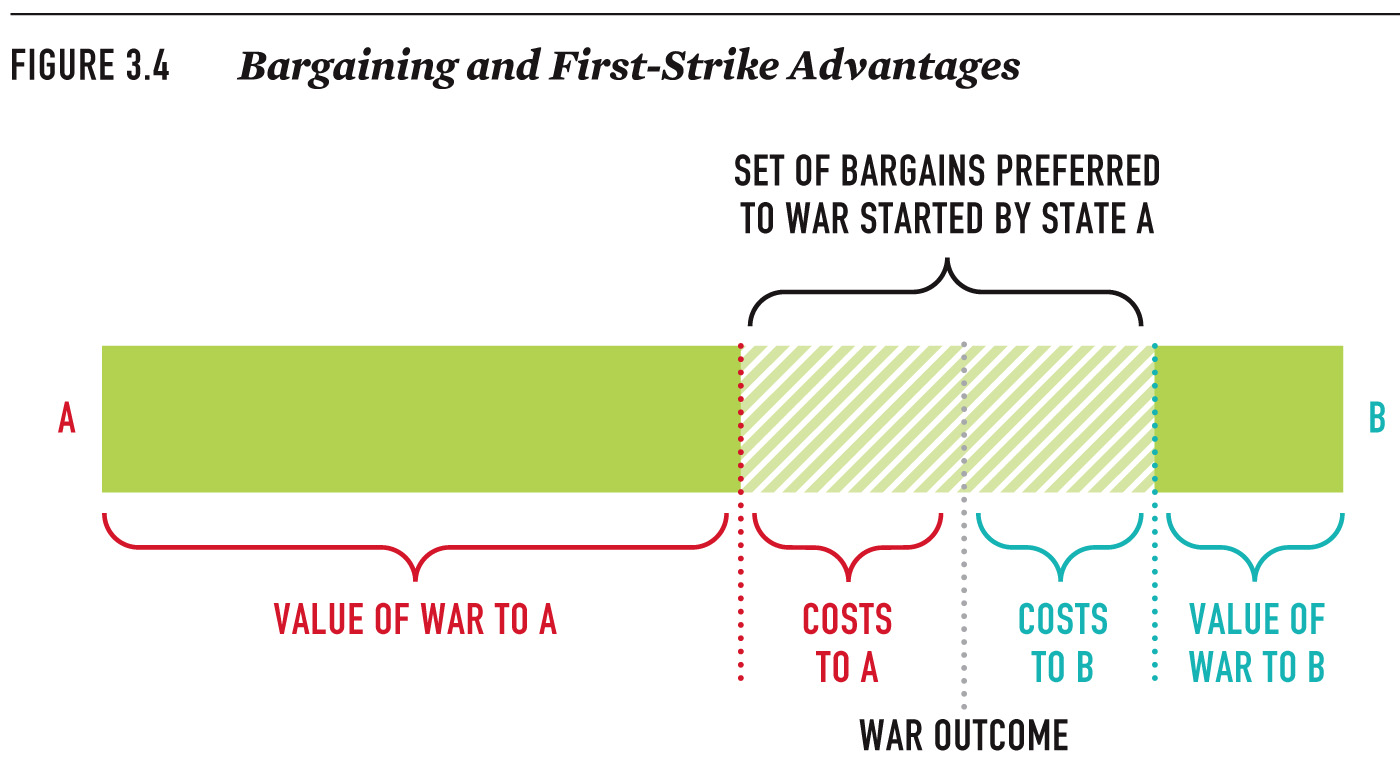 FIGURE 3.4 Bargaining and First-Strike Advantages
SET OF BARGAINS PREFERRED
TO WAR STARTED BY STATE A
A
B
VALUE OF WAR TO A
COSTS
TO A
COSTS
TO B
VALUE OF
WAR TO B
WAR OUTCOME